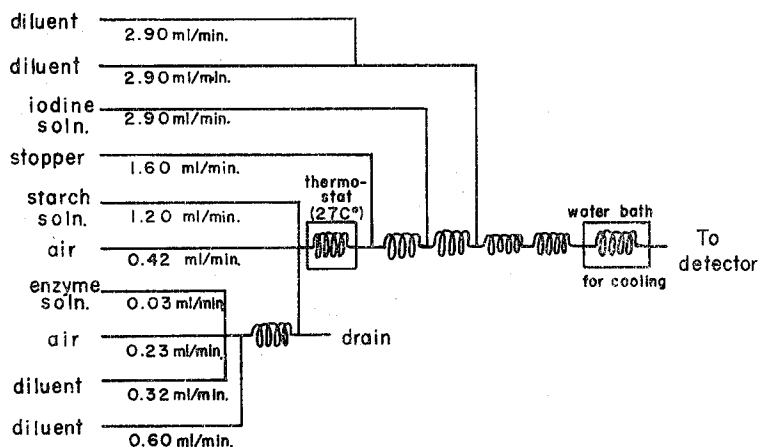 diluent
2.90 ml/min.
diluent
2.90 ml/min.
iodine
soln.
2.90 ml/min.
stopper
1.60 ml/min.
starch
soln.
1.20 ml/min.
thermo-
stat
(27C°)
air
0.42 ml/min.
water bath
for cooling
To
detector
enzyme
soln.
0.03 ml/min.
air
0.23 ml/min.
drain
diluent
0.32 ml/min.
diluent
0.60 ml/min.